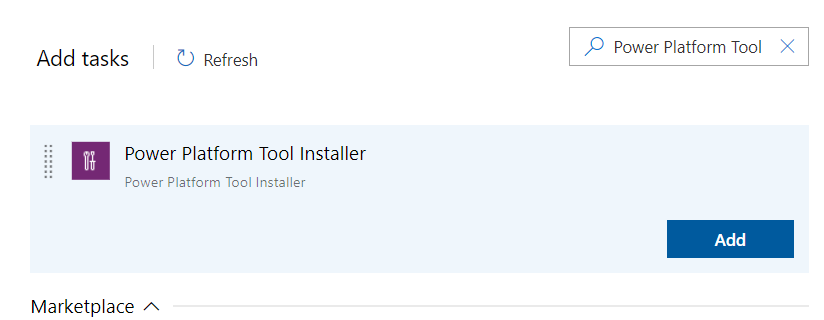 Add tasks
Refresh
Power Platform Tool
Power Platform Tool Installer
Power Platform Tool Installer
Add
Marketplace